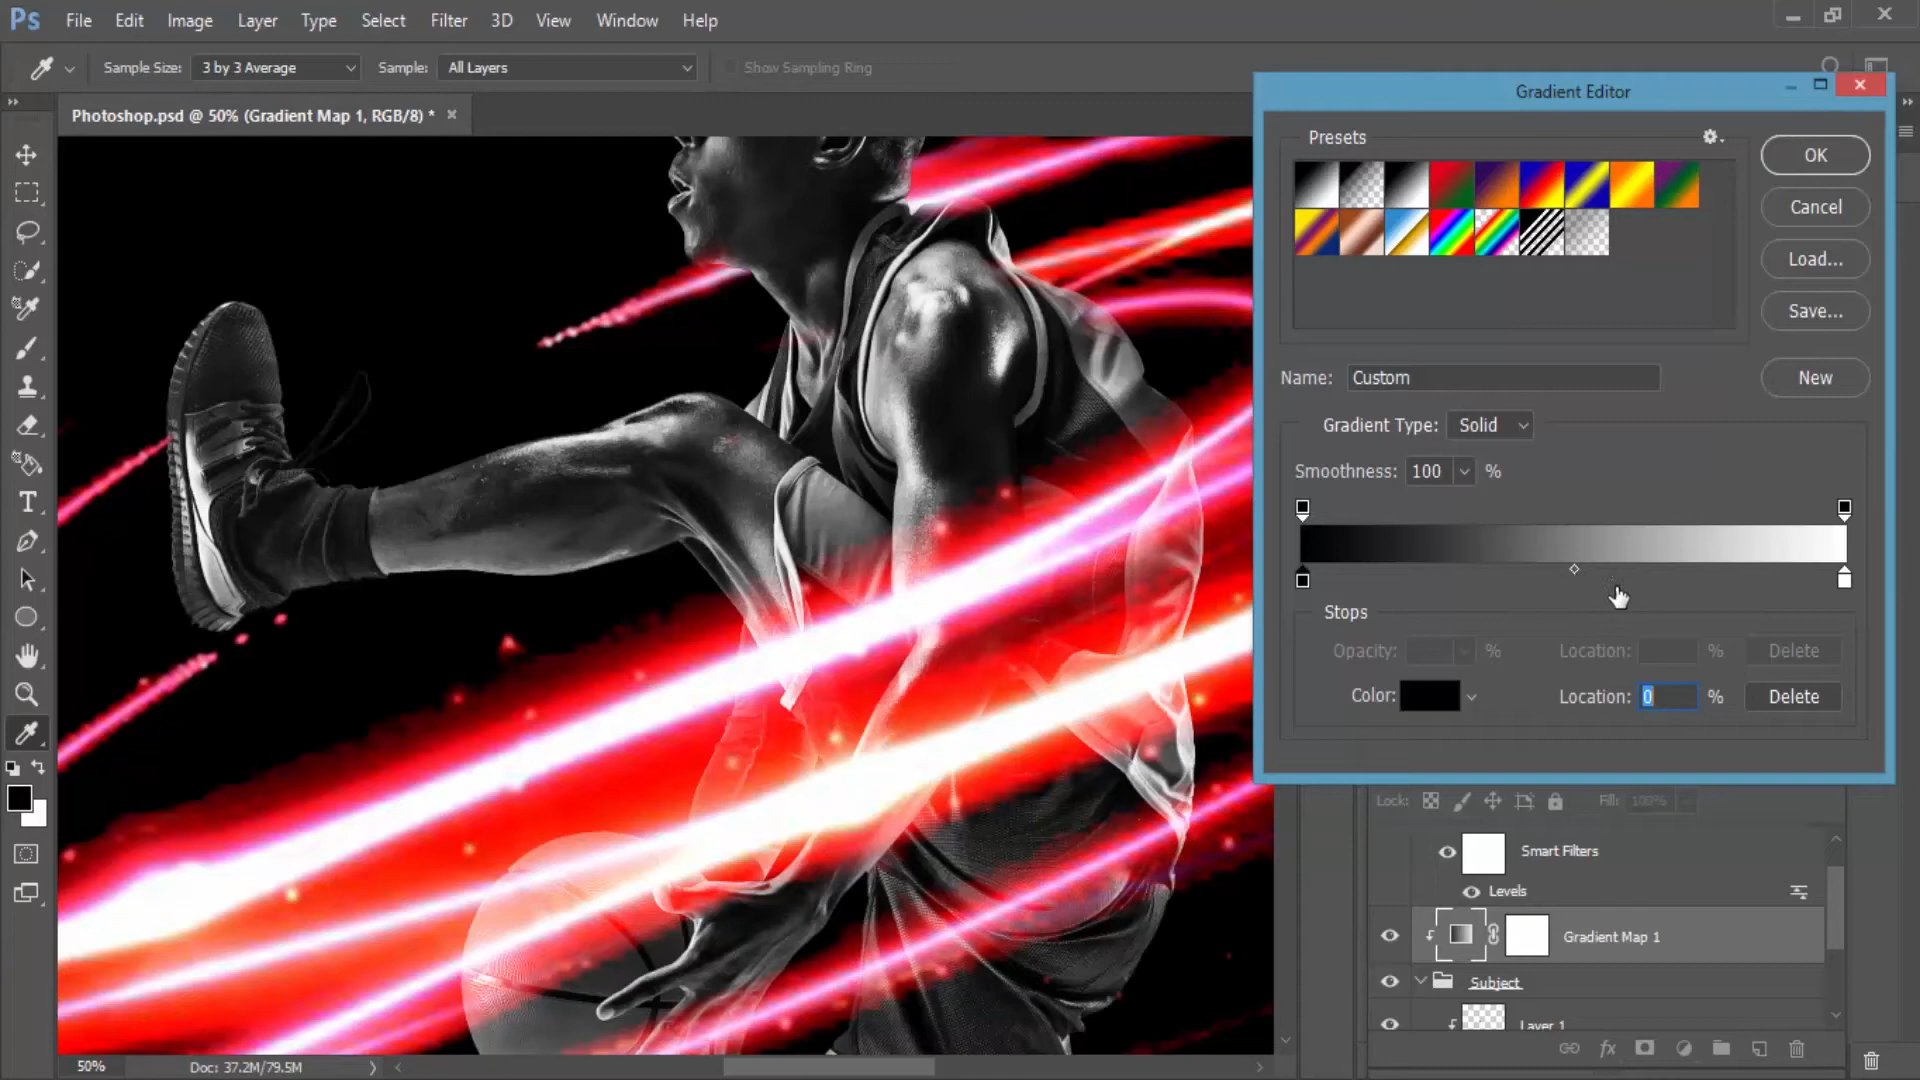 Ps File Edit Image Layer Type Select Filter 3D View Window Help
Sample Size: 3 by 3 Average Sample: All Layers Show Sampling Ring
Photoshop.psd @ 50% (Gradient Map 1, RGB/8) *
Gradient Editor
Presets
OK
Cancel
Load...
Save...
Name: Custom
New
Gradient Type: Solid
Smoothness: 100 %
Stops
Opacity: % Location: % Delete
Color: Location: 0 % Delete
Lock: Fill: 100%
Smart Filters
Levels
Gradient Map 1
Subject
Layer 1
fx
50% Doc: 37.2M/79.5M